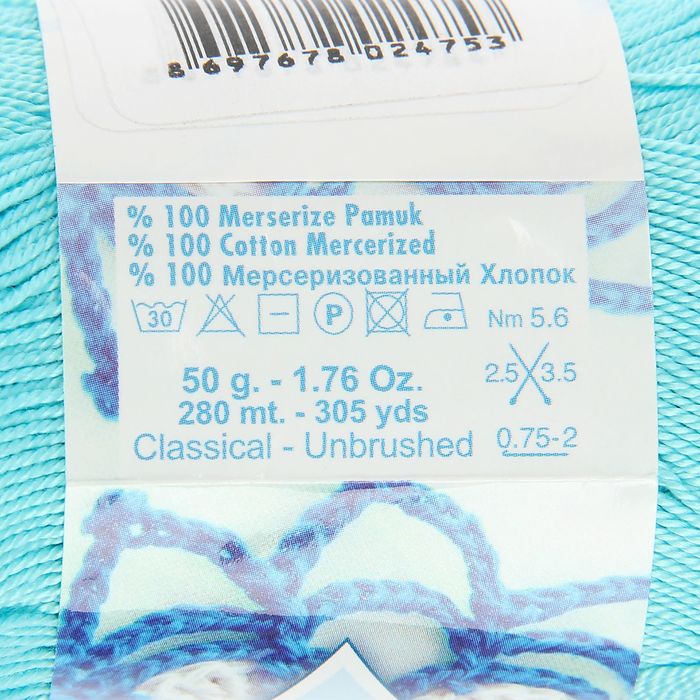 8 697678 024753
% 100 Merserize Pamuk
% 100 Cotton Mercerized
% 100 Мерсеризованный Хлопок
30 P Nm 5.6
50 g. - 1.76 Oz. 2.5 3.5
280 mt. - 305 yds
Classical - Unbrushed 0.75-2